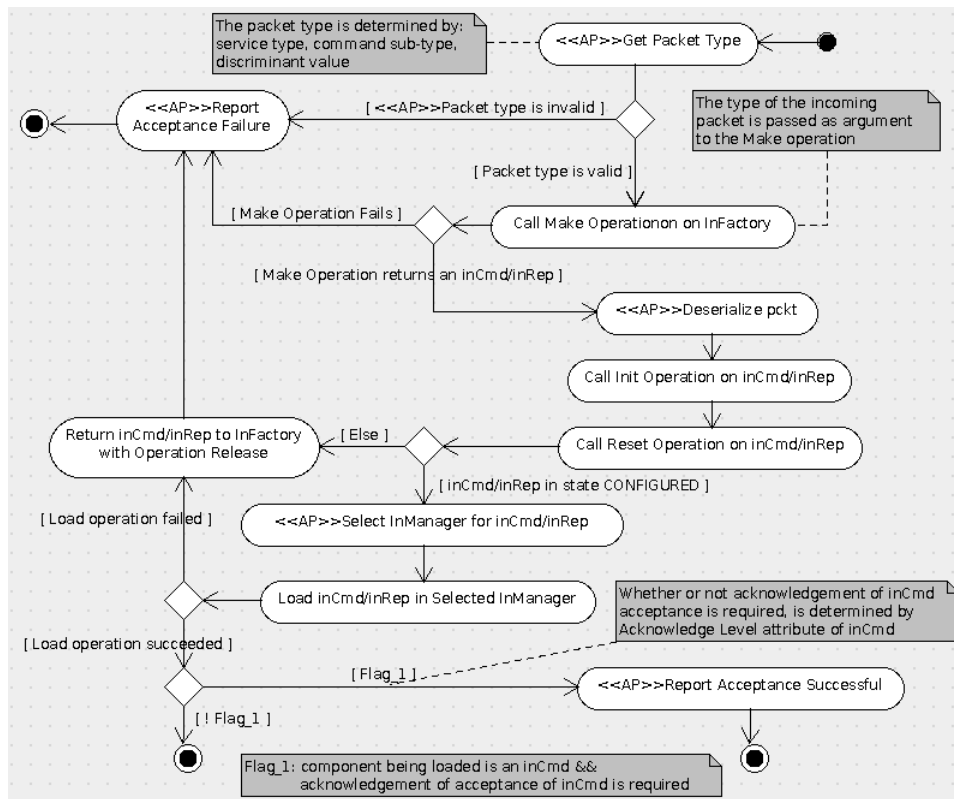 The packet type is determined by:
service type, command sub-type,
discriminant value
<<AP>>Get Packet Type
<<AP>>Report
Acceptance Failure
[ <<AP>>Packet type is invalid ]
The type of the incoming
packet is passed as argument
to the Make operation
[ Packet type is valid ]
[ Make Operation Fails ]
Call Make Operationon on InFactory
[ Make Operation returns an inCmd/inRep ]
<<AP>>Deserialize pckt
Call Init Operation on inCmd/inRep
Return inCmd/inRep to InFactory
with Operation Release
[ Else ]
Call Reset Operation on inCmd/inRep
[ inCmd/inRep in state CONFIGURED ]
[ Load operation failed ]
<<AP>>Select InManager for inCmd/inRep
Load inCmd/inRep in Selected InManager
Whether or not acknowledgement of inCmd
acceptance is required, is determined by
Acknowledge Level attribute of inCmd
[ Load operation succeeded ]
[ Flag_1 ]
<<AP>>Report Acceptance Successful
[ ! Flag_1 ]
Flag_1: component being loaded is an inCmd &&
acknowledgement of acceptance of inCmd is required